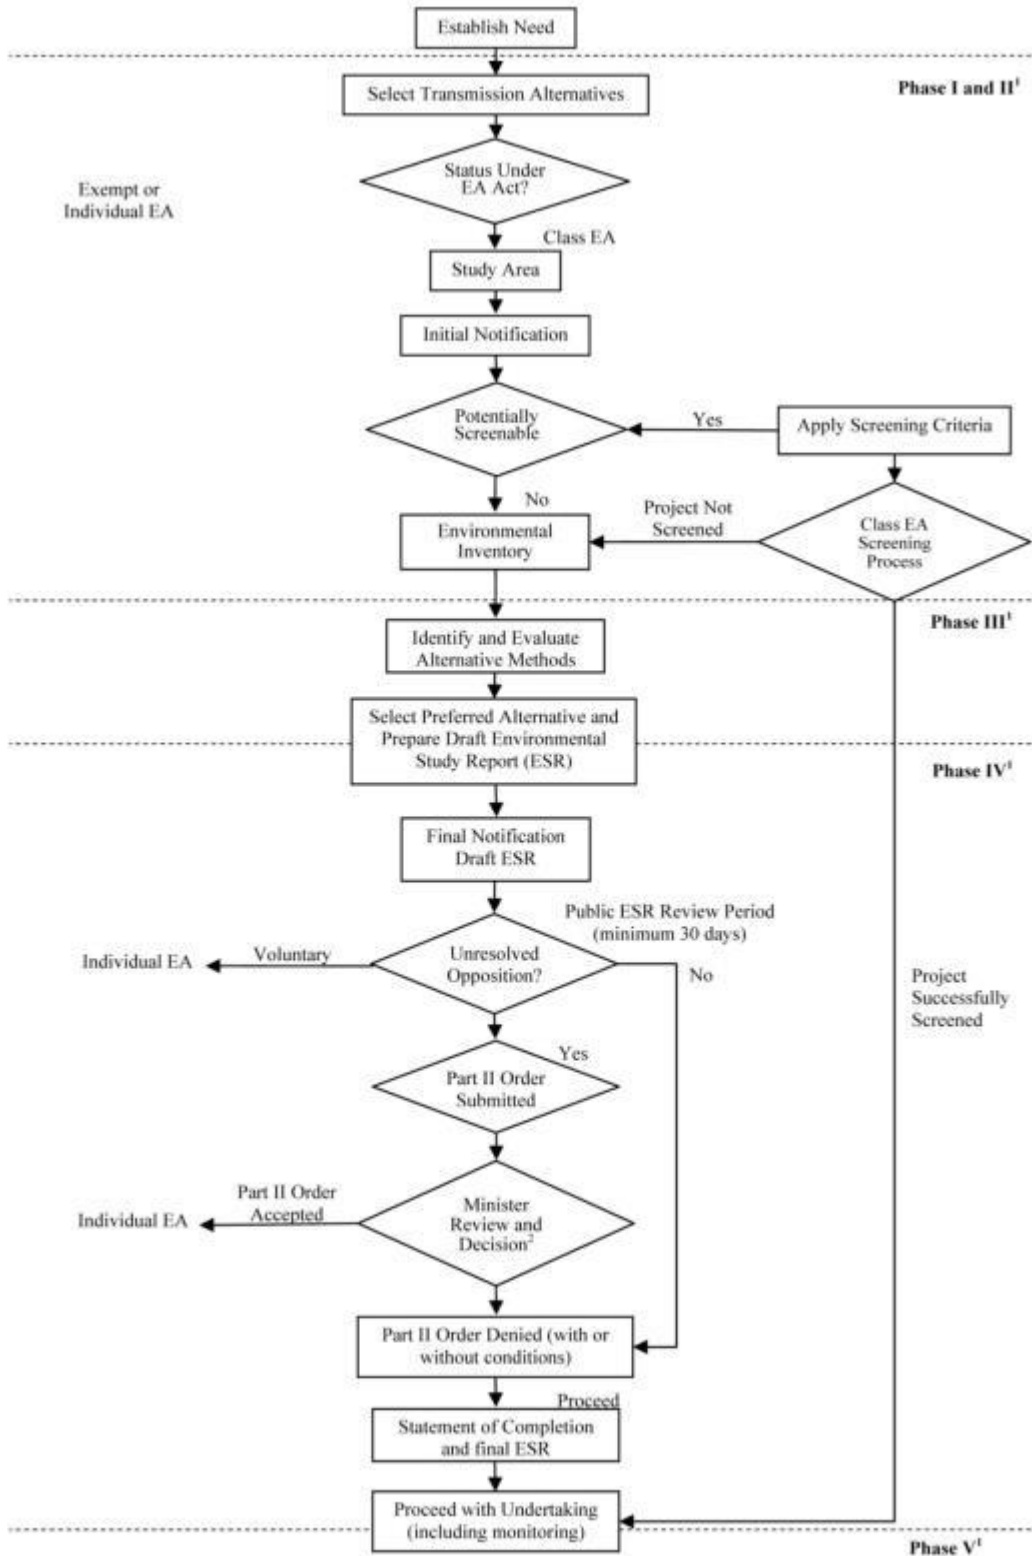 Establish Need
Phase I and II¹
Select Transmission Alternatives
Status Under
EA Act?
Exempt or
Individual EA
Class EA
Study Area
Initial Notification
Potentially
Screenable
Yes
Apply Screening Criteria
No
Project Not
Screened
Class EA
Screening
Process
Environmental
Inventory
Phase III¹
Identify and Evaluate
Alternative Methods
Select Preferred Alternative and
Prepare Draft Environmental
Study Report (ESR)
Phase IV¹
Final Notification
Draft ESR
Public ESR Review Period
(minimum 30 days)
Individual EA
Voluntary
Unresolved
Opposition?
No
Project
Successfully
Screened
Yes
Part II Order
Submitted
Individual EA
Part II Order
Accepted
Minister
Review and
Decision²
Part II Order Denied (with or
without conditions)
Proceed
Statement of Completion
and final ESR
Proceed with Undertaking
(including monitoring)
Phase V¹